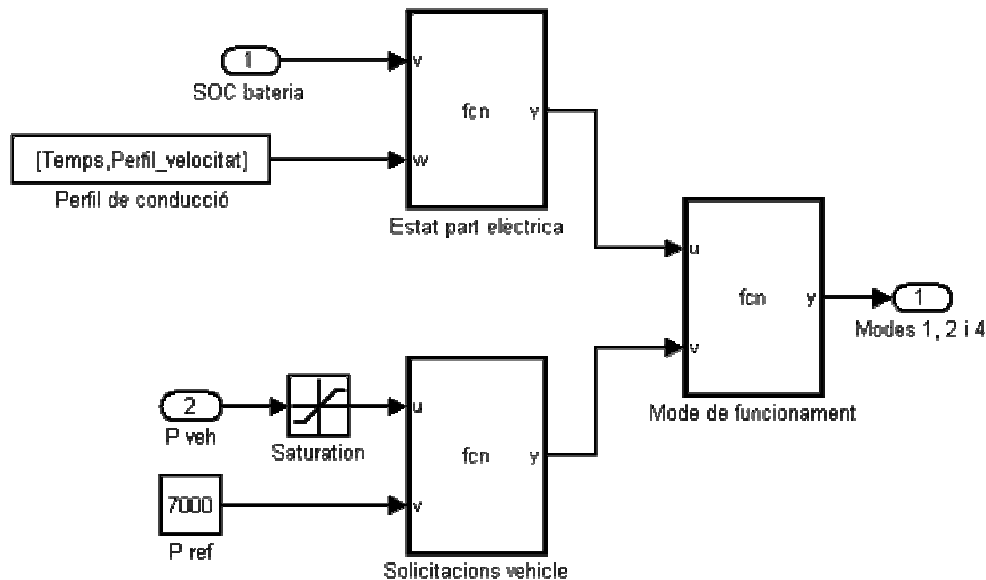 1
SOC bateria
v
fcn
y
[Temps,Perfil_velocitat]
w
Perfil de conducció
Estat part elèctrica
u
fcn
y
1
v
Modes 1, 2 i 4
Mode de funcionament
2
P veh
Saturation
u
fcn
y
7000
v
P ref
Solicitacions vehicle